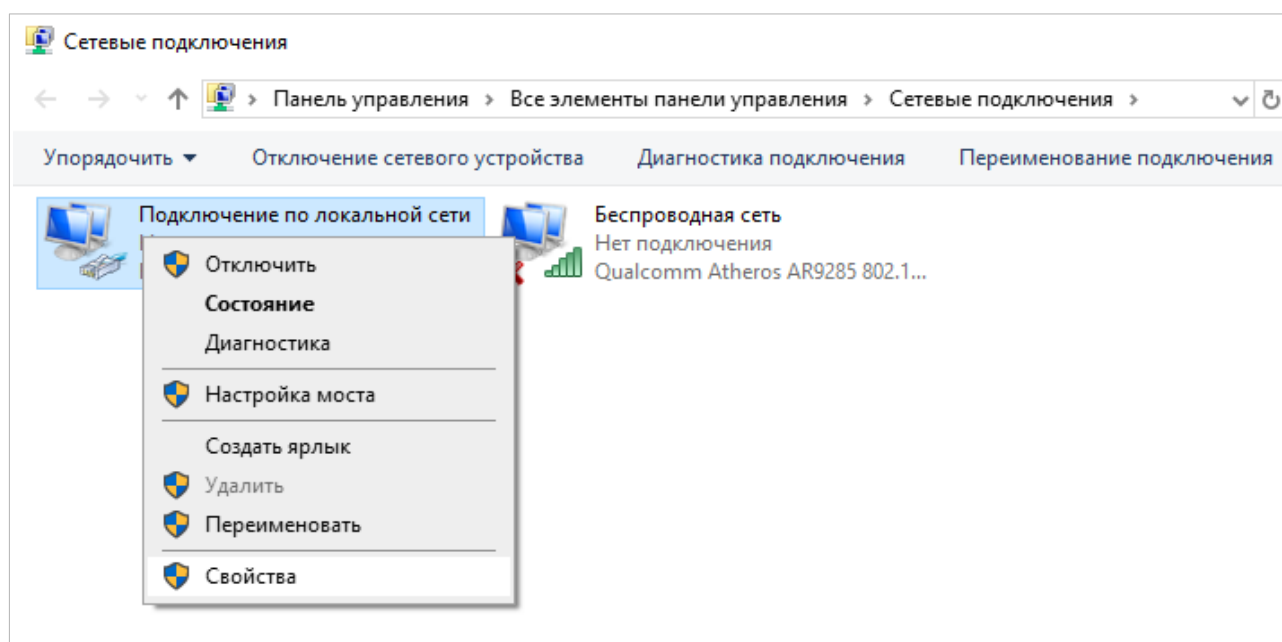 Сетевые подключения
Панель управления > Все элементы панели управления > Сетевые подключения >
Упорядочить Отключение сетевого устройства Диагностика подключения Переименование подключения
Подключение по локальной сети
Беспроводная сеть
Нет подключения
Qualcomm Atheros AR9285 802.1...
Отключить
Состояние
Диагностика
Настройка моста
Создать ярлык
Удалить
Переименовать
Свойства